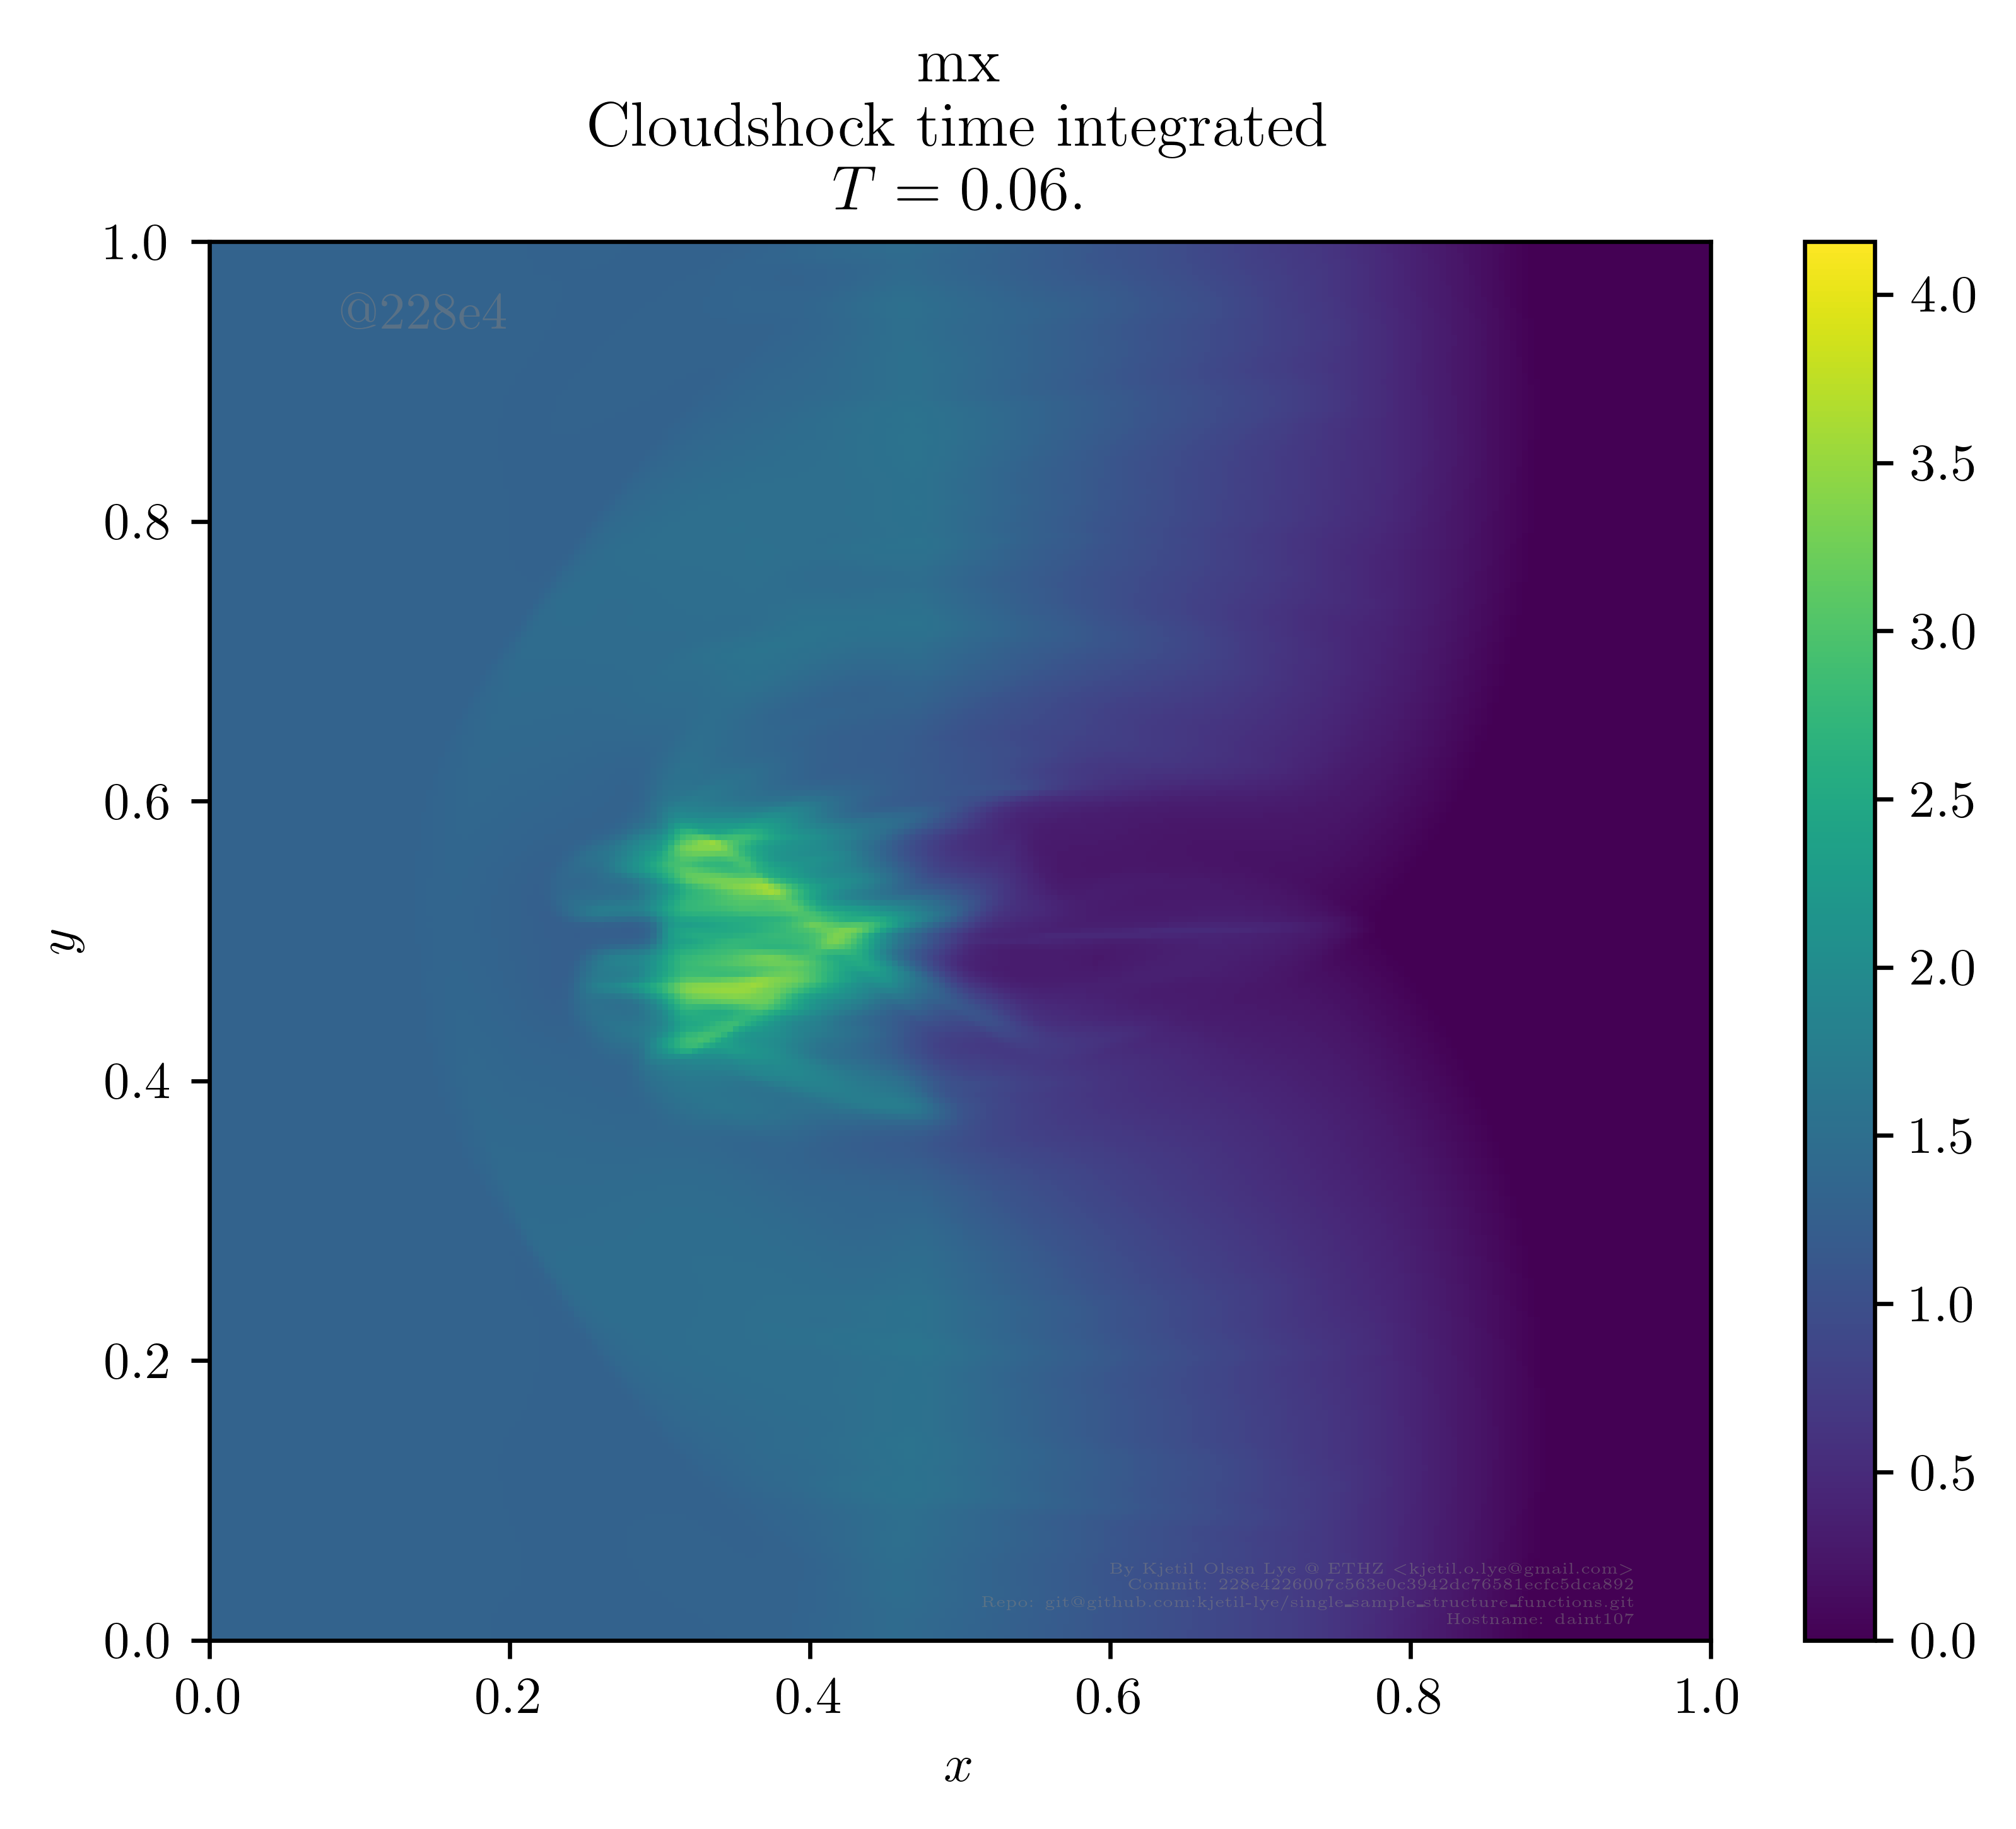 mx
Cloudshock time integrated
T = 0.06.
@228e4
1.0
0.8
0.6
0.4
0.2
0.0
y
0.0 0.2 0.4 0.6 0.8 1.0
x
4.0
3.5
3.0
2.5
2.0
1.5
1.0
0.5
0.0
By Kjetil Olsen Lye @ ETHZ <kjetil.o.lye@gmail.com>
Commit: 228e4226007c563e0c3942dc76581ecfc5dca892
Repo: git@github.com:kjetil-lye/single_sample_structure_functions.git
Hostname: daint107